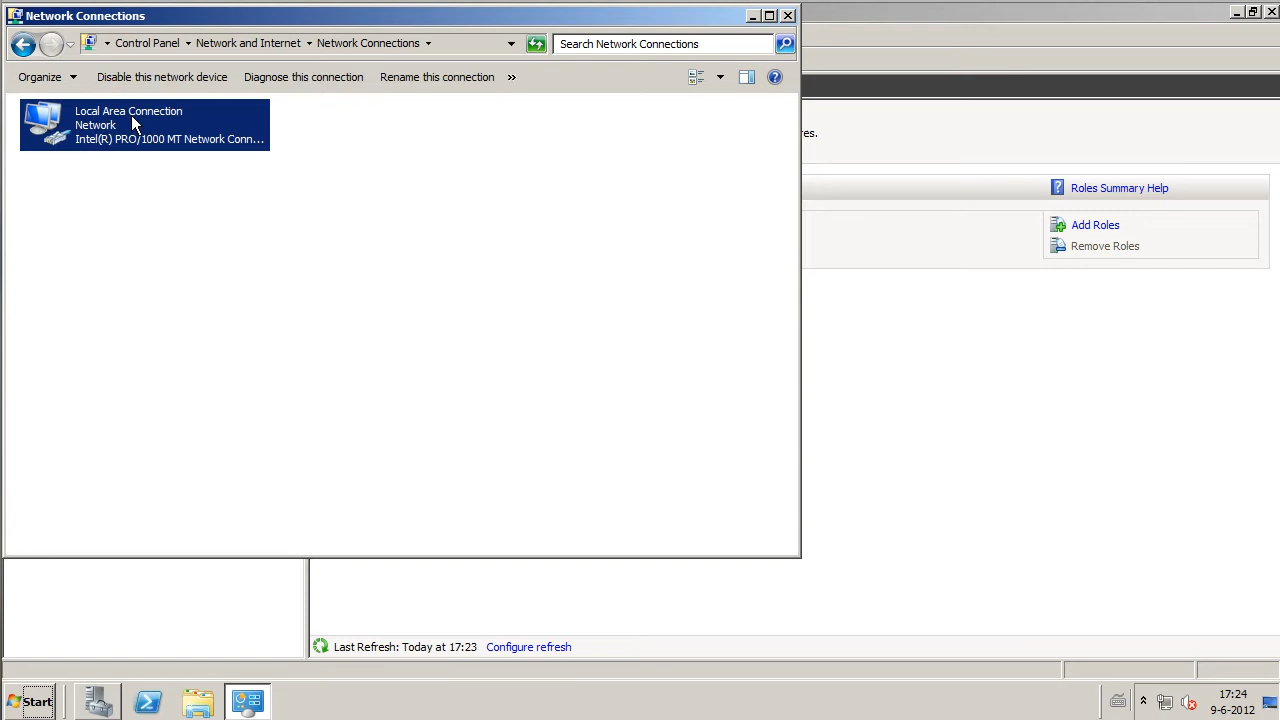 Network Connections
Control Panel Network and Internet Network Connections Search Network Connections
Organize Disable this network device Diagnose this connection Rename this connection »
Local Area Connection
Network
Intel(R) PRO/1000 MT Network Conn...
res.
Roles Summary Help
Add Roles
Remove Roles
Last Refresh: Today at 17:23 Configure refresh
Start
17:24
9-6-2012